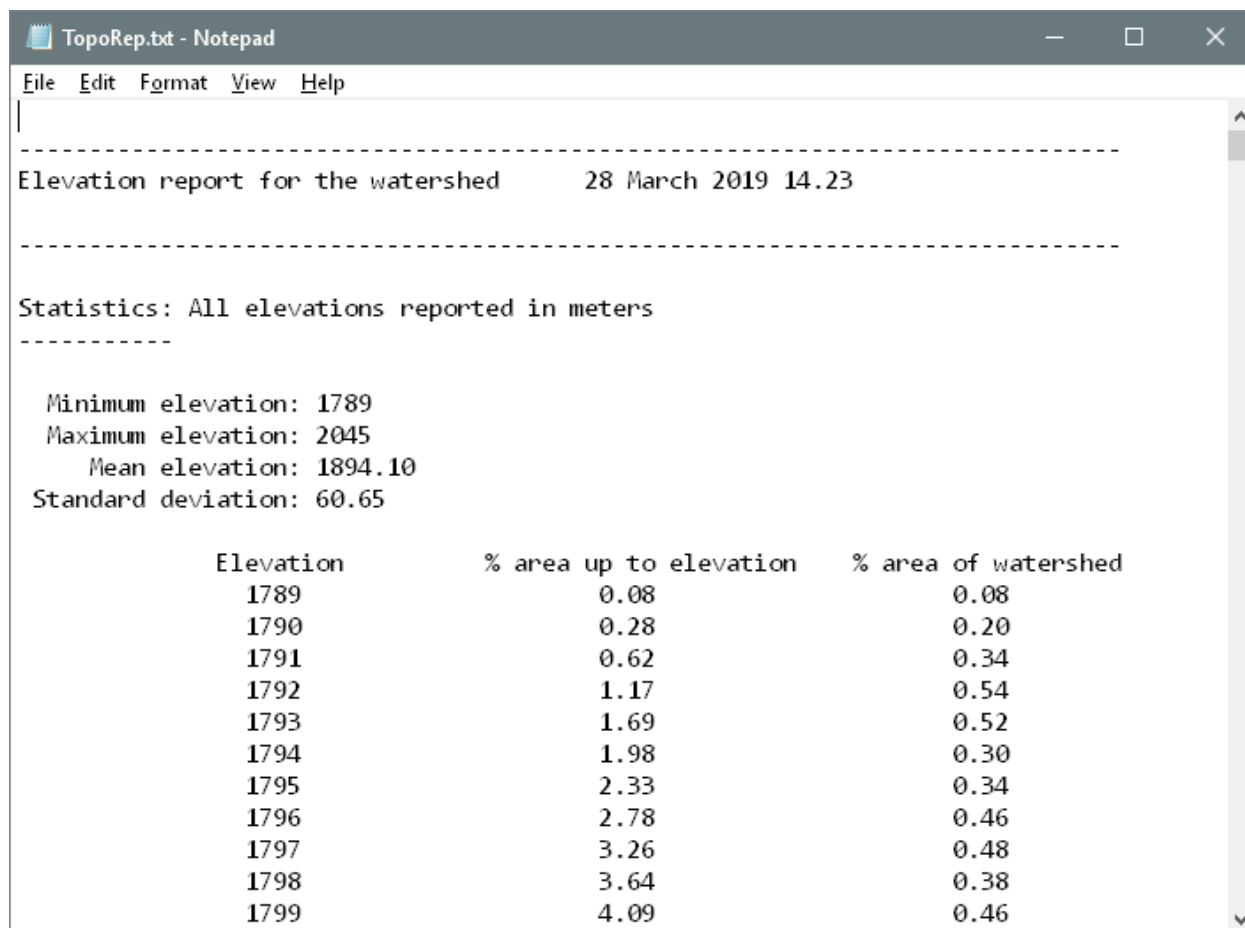 TopoRep.txt - Notepad
File Edit Format View Help
------------------------------------------------------------------------------
Elevation report for the watershed      28 March 2019 14.23
------------------------------------------------------------------------------
Statistics: All elevations reported in meters
-----------
Minimum elevation: 1789
Maximum elevation: 2045
Mean elevation: 1894.10
Standard deviation: 60.65
Elevation          % area up to elevation    % area of watershed
1789          0.08          0.08
1790          0.28          0.20
1791          0.62          0.34
1792          1.17          0.54
1793          1.69          0.52
1794          1.98          0.30
1795          2.33          0.34
1796          2.78          0.46
1797          3.26          0.48
1798          3.64          0.38
1799          4.09          0.46